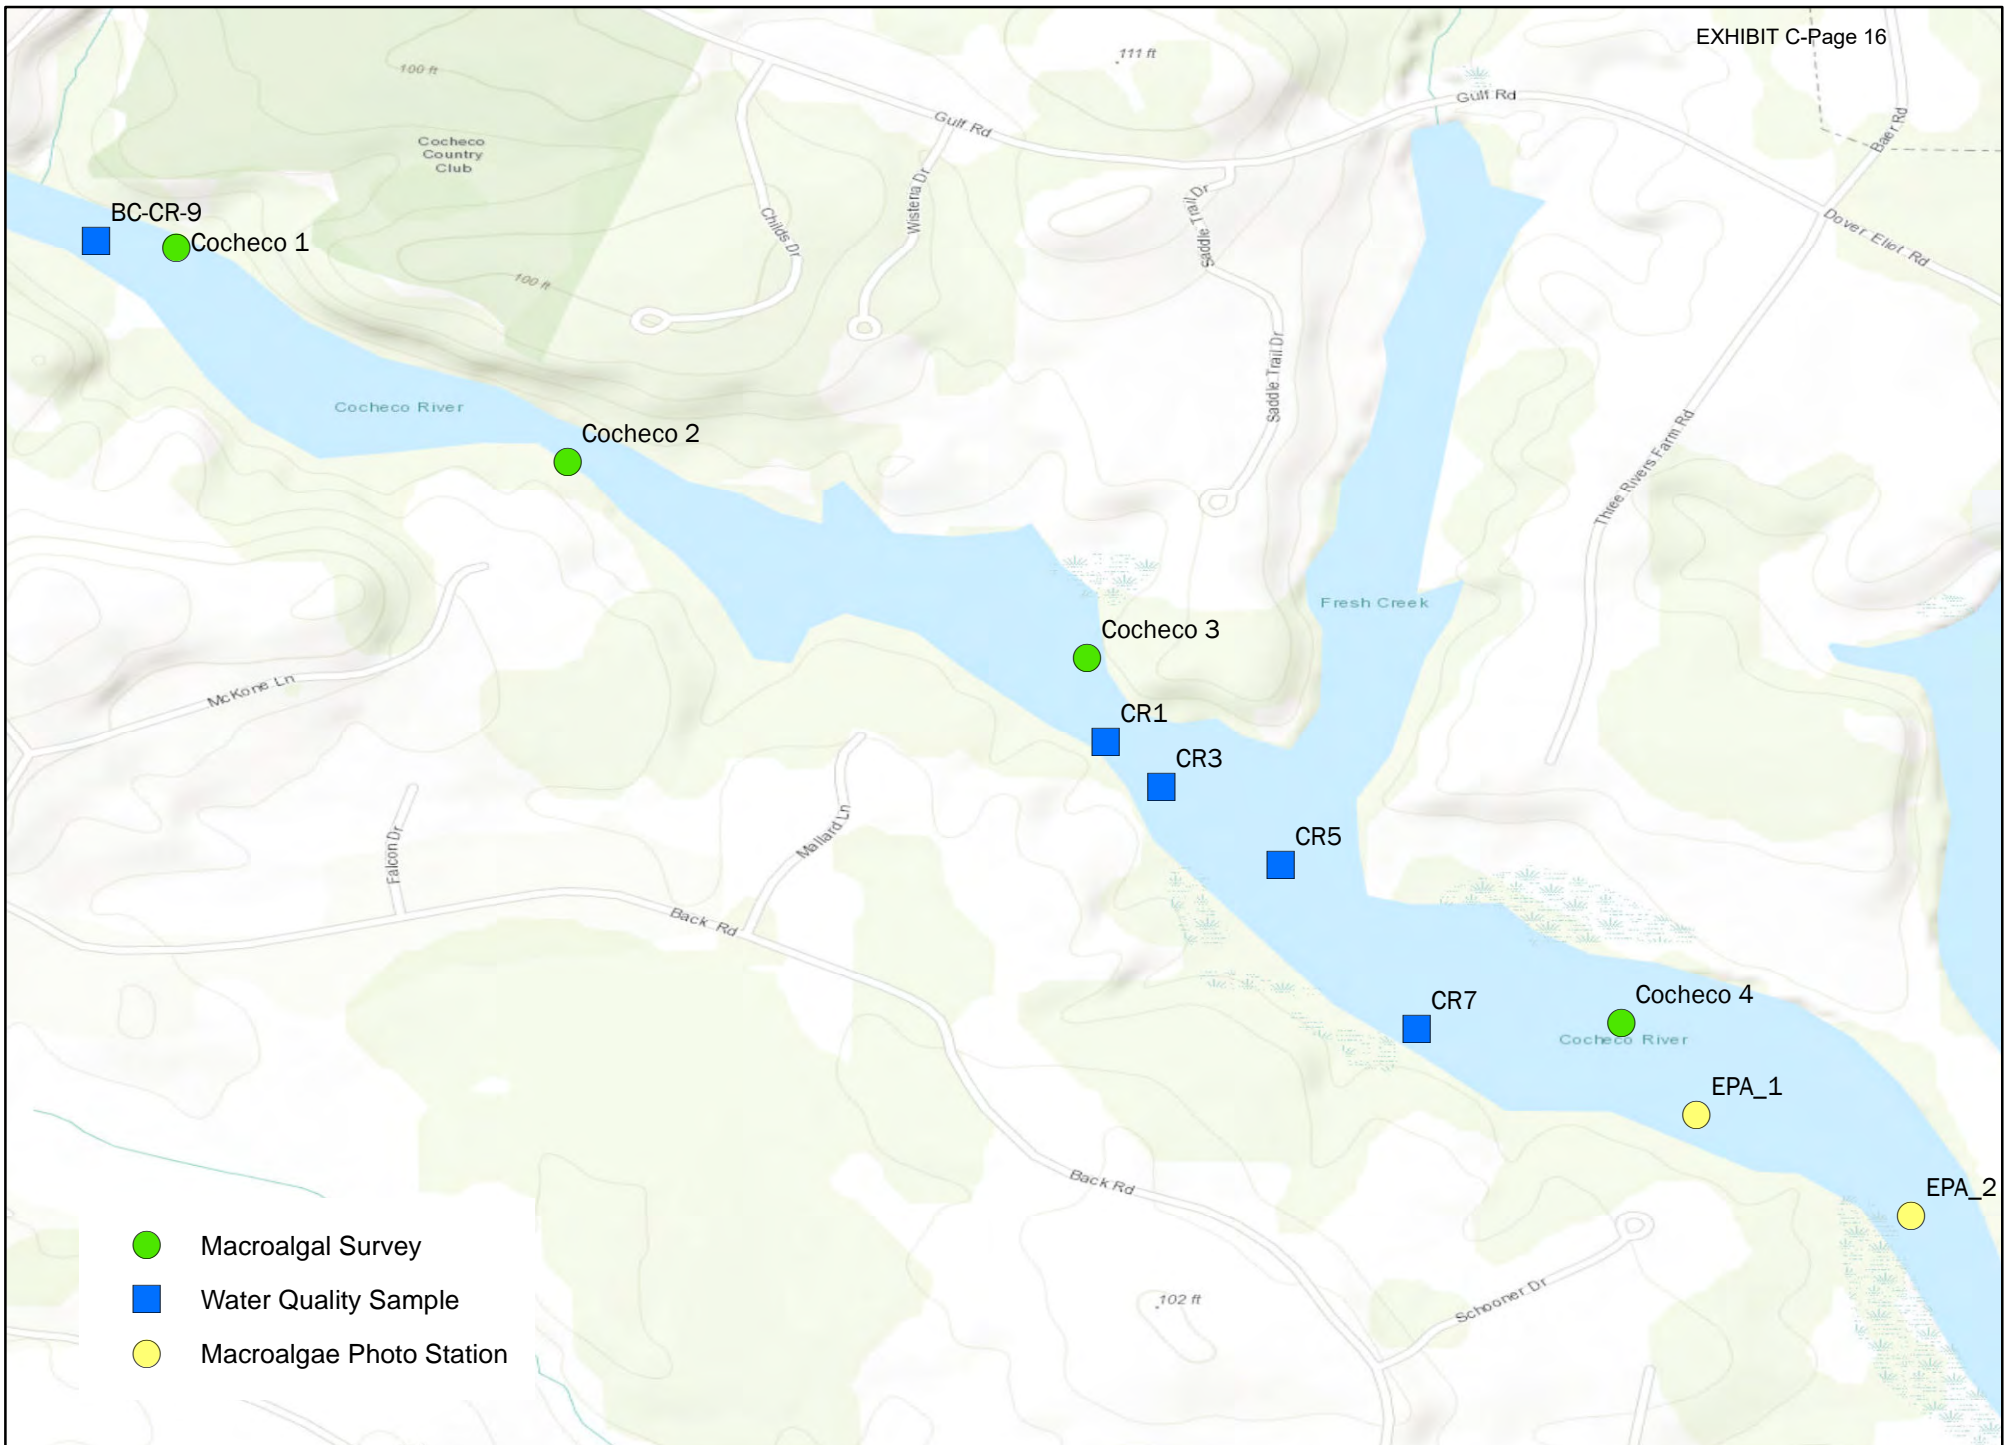 EXHIBIT C-Page 16
111 ft
100 ft
Gulf Rd
Gulf Rd
Baer Rd
Cocheco
Country
Club
Childs Dr
Wisteria Dr
Saddle Trail Dr
Dover Eliot Rd
BC-CR-9
Cocheco 1
100 ft
Saddle Trail Dr
Cocheco River
Cocheco 2
Three Rivers Farm Rd
Fresh Creek
Cocheco 3
McKone Ln
CR1
CR3
Falcon Dr
Mallard Ln
CR5
Back Rd
CR7
Cocheco 4
Cocheco River
EPA_1
Back Rd
EPA_2
Macroalgal Survey
Water Quality Sample
Macroalgae Photo Station
102 ft
Schooner Dr